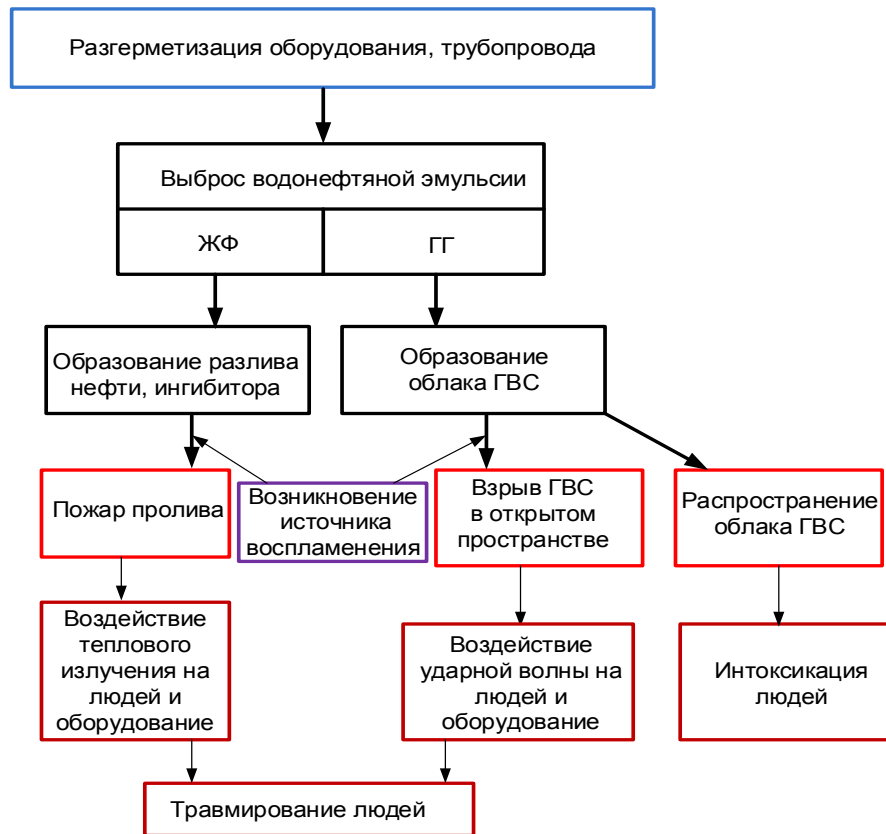 Разгерметизация оборудования, трубопровода
Выброс водонефтяной эмульсии
ЖФ
ГГ
Образование разлива
нефти, ингибитора
Образование
облака ГВС
Пожар пролива
Возникновение
источника
воспламенения
Взрыв ГВС
в открытом
пространстве
Распространение
облака ГВС
Воздействие
теплового
излучения на
людей и
оборудование
Воздействие
ударной волны на
людей и
оборудование
Интоксикация
людей
Травмирование людей